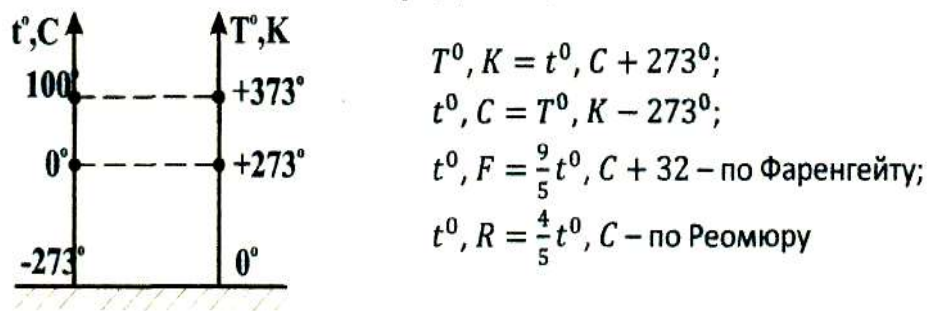 t°,C T°,K
100° +373°
0° +273°
-273° 0°
T⁰, K = t⁰, C + 273⁰;
t⁰, C = T⁰, K − 273⁰;
t⁰, F = 9/5 t⁰, C + 32 – по Фаренгейту;
t⁰, R = 4/5 t⁰, C – по Реомюру